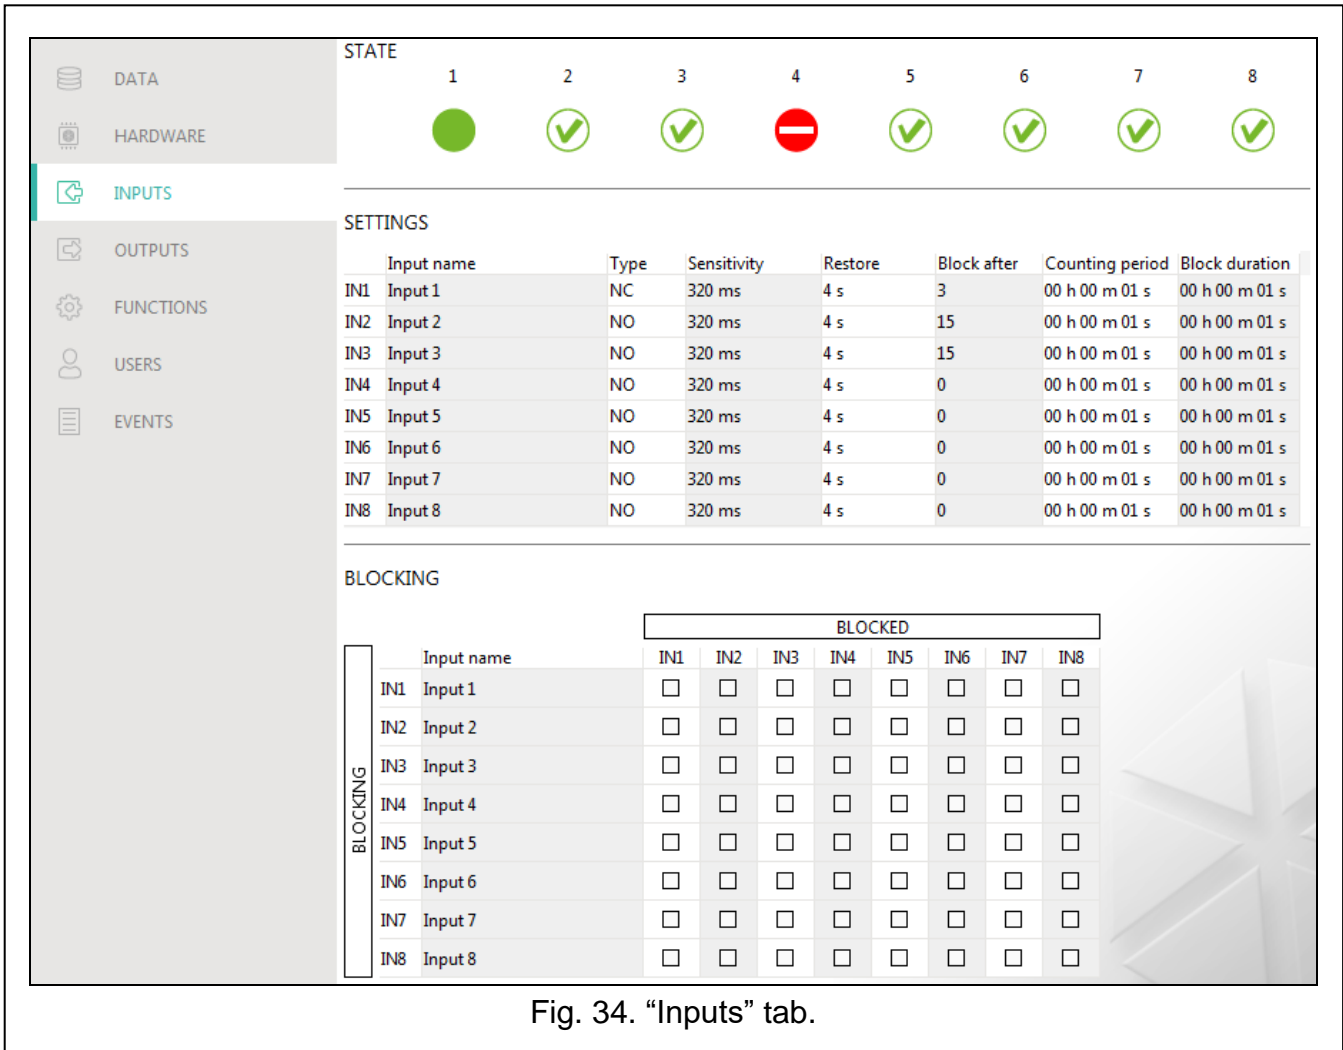 DATA
HARDWARE
INPUTS
OUTPUTS
FUNCTIONS
USERS
EVENTS
STATE
1 2 3 4 5 6 7 8
SETTINGS
Input name Type Sensitivity Restore Block after Counting period Block duration
IN1 Input 1 NC 320 ms 4 s 3 00 h 00 m 01 s 00 h 00 m 01 s
IN2 Input 2 NO 320 ms 4 s 15 00 h 00 m 01 s 00 h 00 m 01 s
IN3 Input 3 NO 320 ms 4 s 15 00 h 00 m 01 s 00 h 00 m 01 s
IN4 Input 4 NO 320 ms 4 s 0 00 h 00 m 01 s 00 h 00 m 01 s
IN5 Input 5 NO 320 ms 4 s 0 00 h 00 m 01 s 00 h 00 m 01 s
IN6 Input 6 NO 320 ms 4 s 0 00 h 00 m 01 s 00 h 00 m 01 s
IN7 Input 7 NO 320 ms 4 s 0 00 h 00 m 01 s 00 h 00 m 01 s
IN8 Input 8 NO 320 ms 4 s 0 00 h 00 m 01 s 00 h 00 m 01 s
BLOCKING
BLOCKED
Input name IN1 IN2 IN3 IN4 IN5 IN6 IN7 IN8
BLOCKING
IN1 Input 1
IN2 Input 2
IN3 Input 3
IN4 Input 4
IN5 Input 5
IN6 Input 6
IN7 Input 7
IN8 Input 8
Fig. 34. “Inputs” tab.